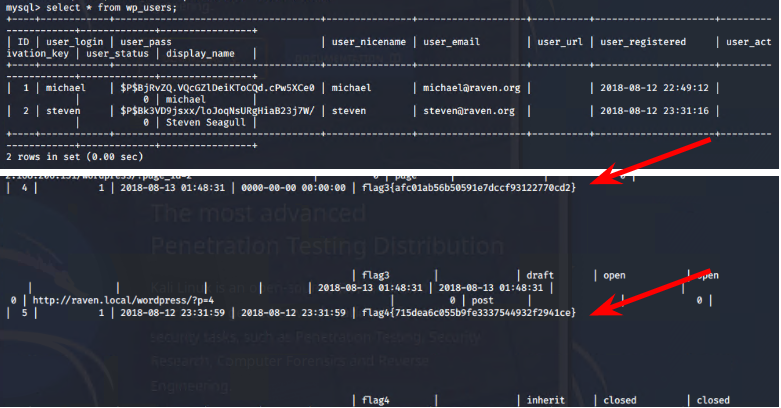 mysql> select * from wp_users;
+----+------------+------------------------------------+---------------+-------------------+----------+---------------------+---------
------------+-------------+----------------+
| ID | user_login | user_pass | user_nicename | user_email | user_url | user_registered | user_act
ivation_key | user_status | display_name |
+----+------------+------------------------------------+---------------+-------------------+----------+---------------------+---------
------------+-------------+----------------+
| 1 | michael | $P$BjRvZQ.VQcGZlDeiKToCQd.cPw5XCe0 | michael | michael@raven.org | | 2018-08-12 22:49:12 |
| 0 | michael |
| 2 | steven | $P$Bk3VD9jsxx/loJoqNsURgHiaB23j7W/ | steven | steven@raven.org | | 2018-08-12 23:31:16 |
| 0 | Steven Seagull |
+----+------------+------------------------------------+---------------+-------------------+----------+---------------------+---------
------------+-------------+----------------+
2 rows in set (0.00 sec)
| 0 | page | | 0 |
| 4 | 1 | 2018-08-13 01:48:31 | 0000-00-00 00:00:00 | flag3{afc01ab56b50591e7dccf93122770cd2}
The most advanced
Penetration Testing Distribution
| flag3 | | draft | open | open
| | | | | 2018-08-13 01:48:31 | 2018-08-13 01:48:31 | |
0 | http://raven.local/wordpress/?p=4 | 0 | post | | 0 |
| 5 | 1 | 2018-08-12 23:31:59 | 2018-08-12 23:31:59 | flag4{715dea6c055b9fe3337544932f2941ce}
security tasks, such as Penetration Testing, Security
Research, Computer Forensics and Reverse
Engineering.
| flag4 | | inherit | closed | closed